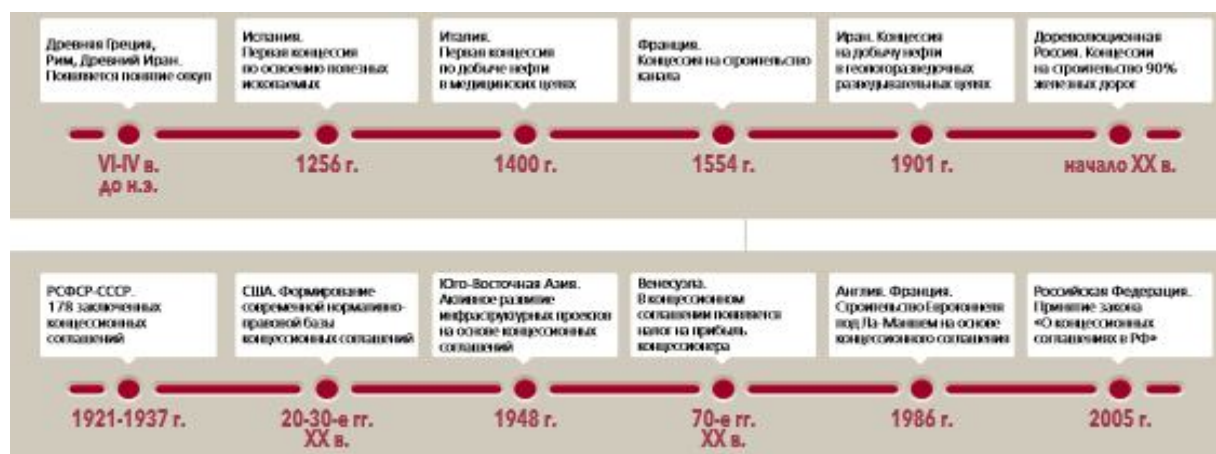 Древняя Греция,
Рим, Древний Иран.
Появляется понятие откуп
Испания.
Первая концессия
по освоению полезных
ископаемых
Италия.
Первая концессия
по добыче нефти
в медицинских целях
Франция.
Концессия на строительство
канала
Иран. Концессия
на добычу нефти
в геологоразведочных
разведывательных целях
Дореволюционная
Россия. Концессии
на строительство 90%
железных дорог
VI-IV в.
до н.э.
1256 г.
1400 г.
1554 г.
1901 г.
начало XX в.
РСФСР-СССР.
178 заключенных
концессионных
соглашений
США. Формирование
современной нормативно-
правовой базы
концессионных соглашений
Юго-Восточная Азия.
Активное развитие
инфраструктурных проектов
на основе концессионных
соглашений
Венесуэла.
В концессионном
соглашении появляется
налог на прибыль
концессионера
Англия. Франция.
Строительство Евротоннеля
под Ла-Маншем на основе
концессионного соглашения
Российская Федерация.
Принятие закона
«О концессионных
соглашениях в РФ»
1921-1937 г.
20-30-е гг.
XX в.
1948 г.
70-е гг.
XX в.
1986 г.
2005 г.